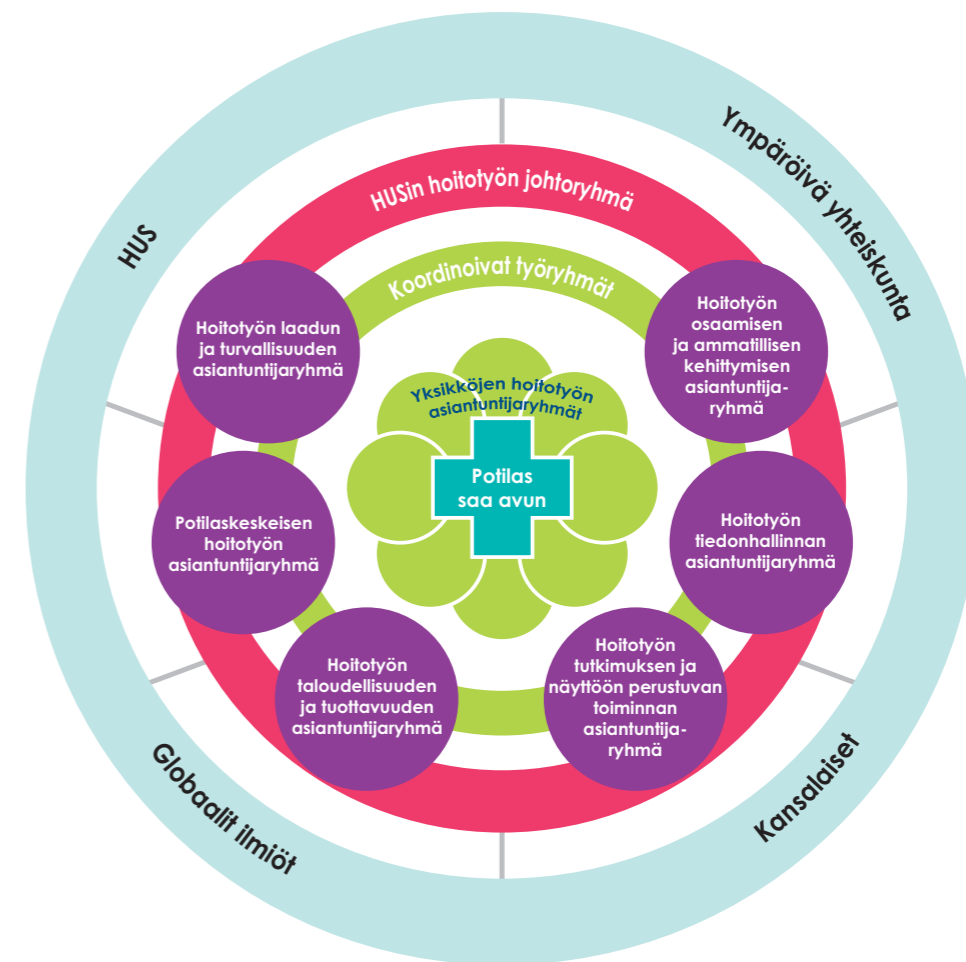 HUS
Ympäröivä yhteiskunta
HUSin hoitotyön johtoryhmä
Koordinoivat työryhmät
Hoitotyön laadun
ja turvallisuuden
asiantuntijaryhmä
Hoitotyön
osaamisen
ja ammatillisen
kehittymisen
asiantuntija-
ryhmä
Yksikköjen hoitotyön
asiantuntijaryhmät
Potilas
saa avun
Potilaskeskeisen
hoitotyön
asiantuntijaryhmä
Hoitotyön
tiedonhallinnan
asiantuntijaryhmä
Hoitotyön
taloudellisuuden
ja tuottavuuden
asiantuntijaryhmä
Hoitotyön
tutkimuksen ja
näyttöön perustuvan
toiminnan
asiantuntija-
ryhmä
Globaalit ilmiöt
Kansalaiset